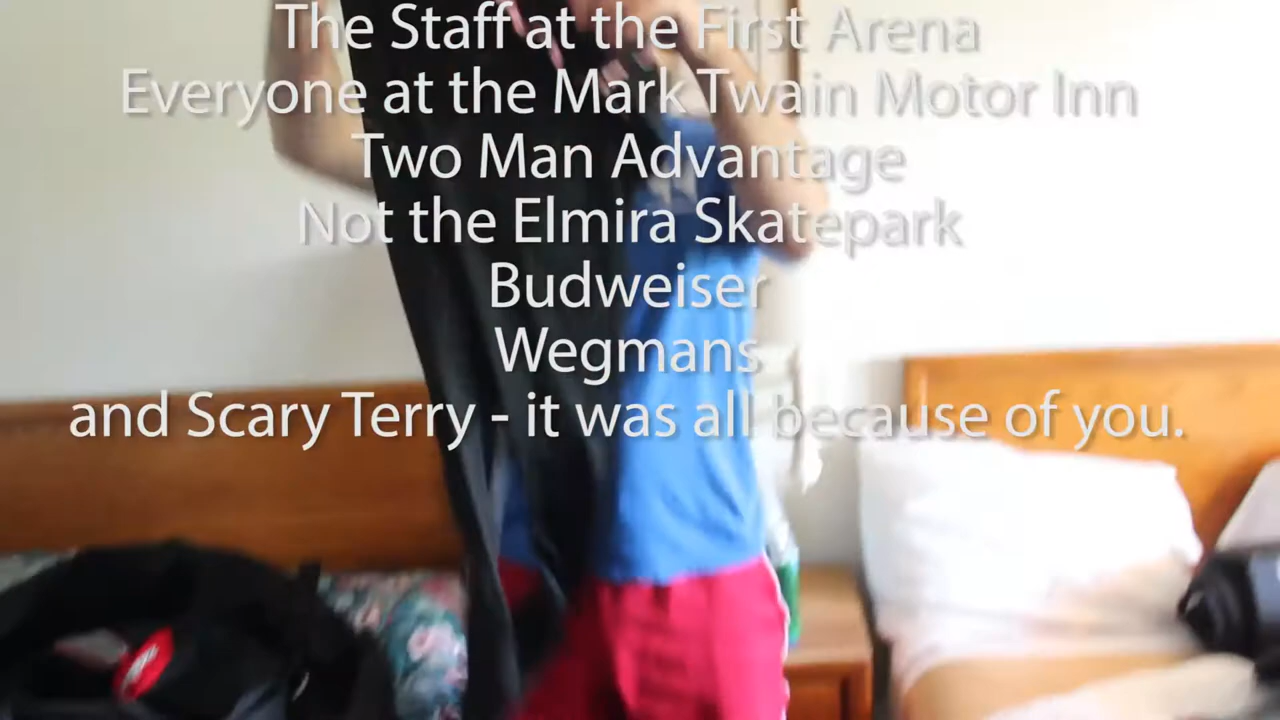 The Staff at the First Arena
Everyone at the Mark Twain Motor Inn
Two Man Advantage
Not the Elmira Skatepark
Budweiser
Wegmans
and Scary Terry - it was all because of you.